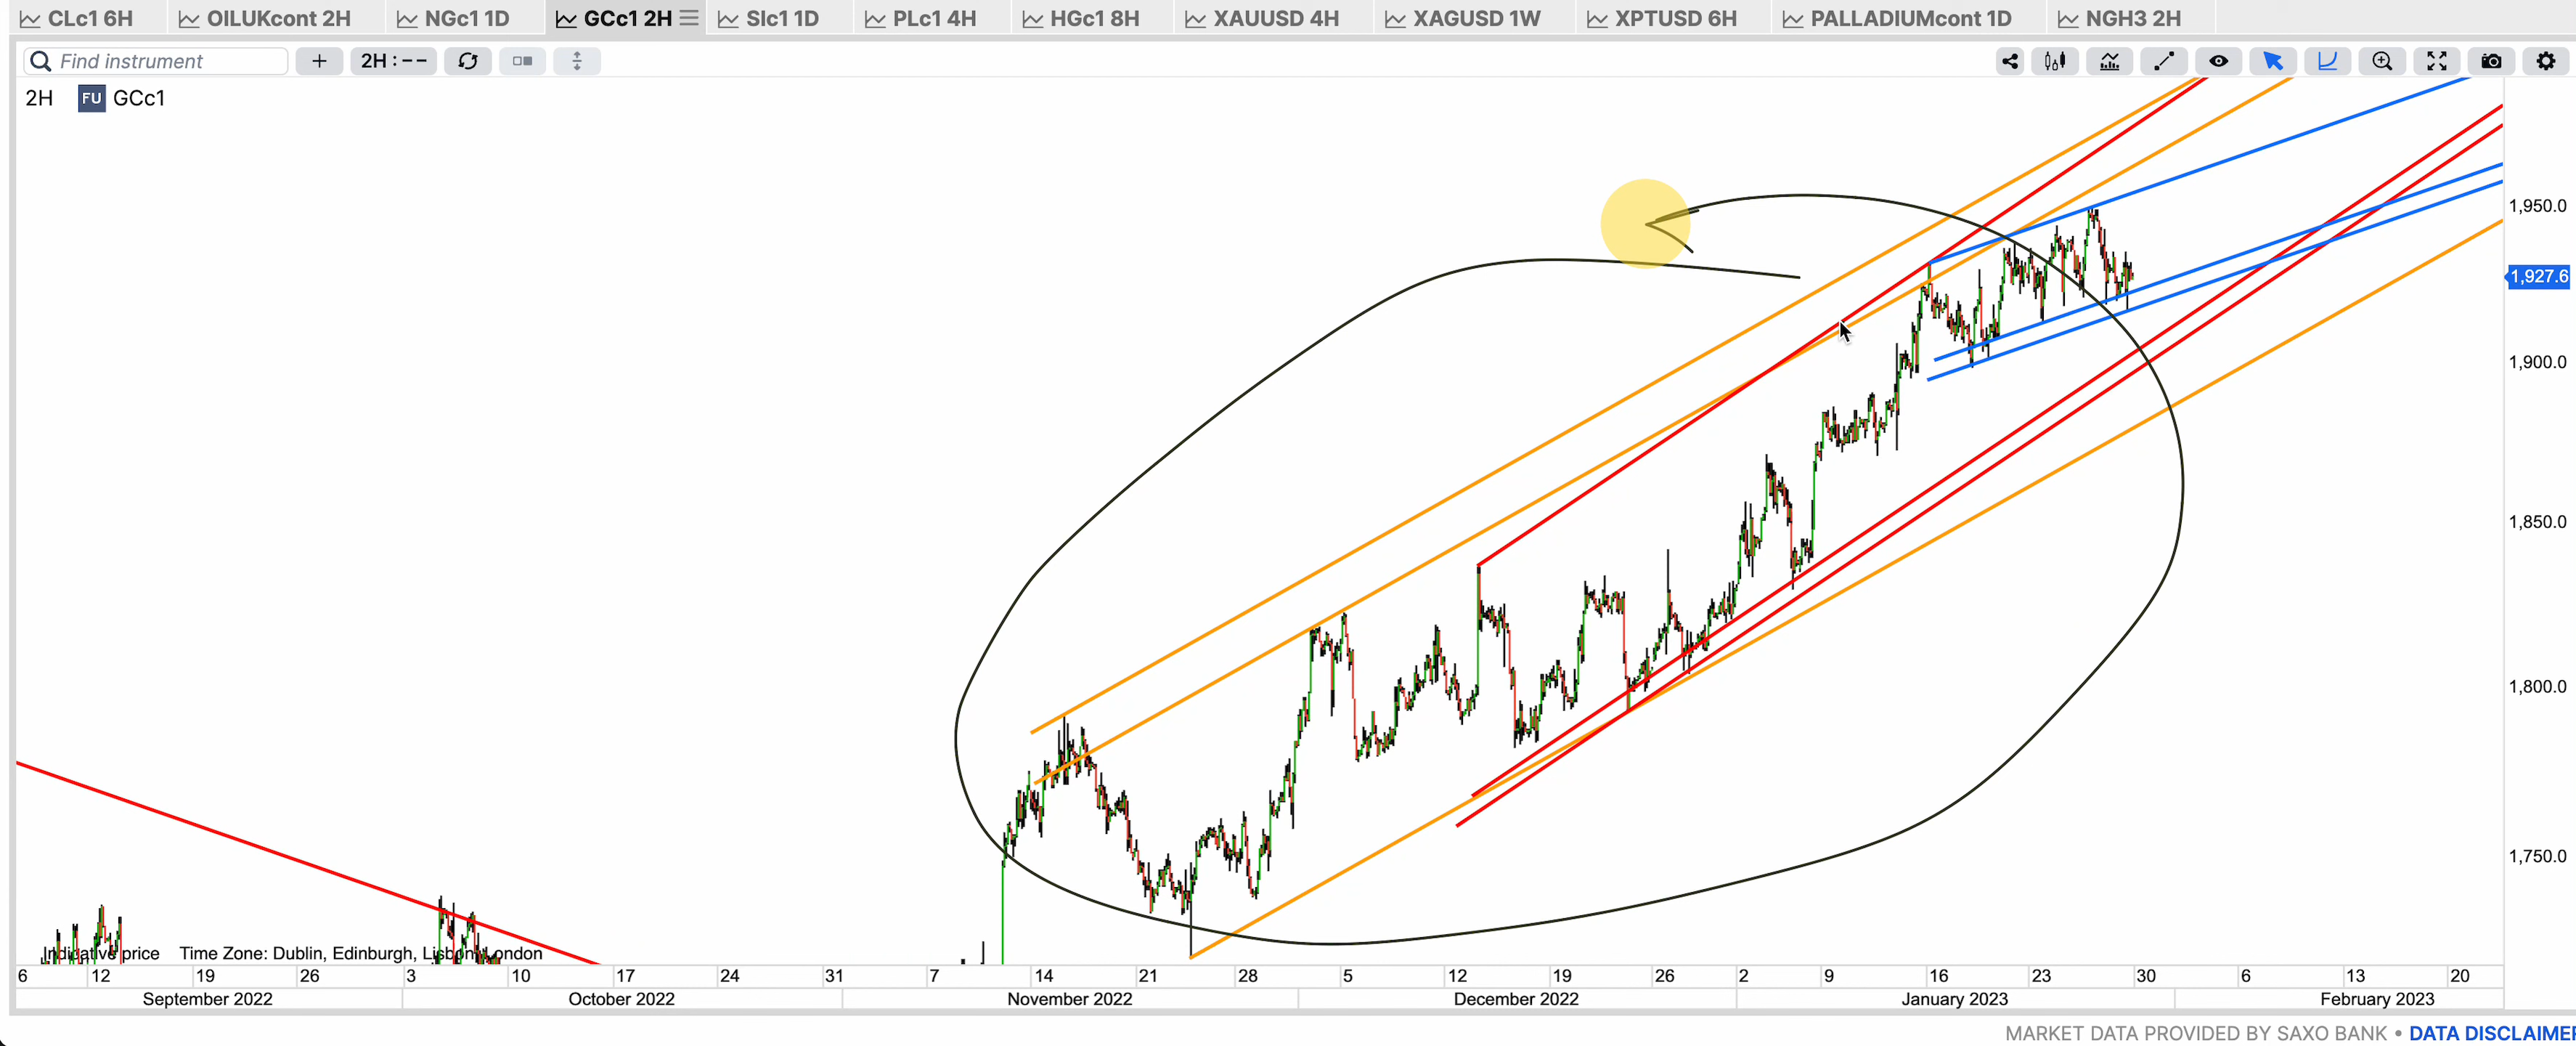 CLc1 6H OILUKcont 2H NGc1 1D GCc1 2H SIc1 1D PLc1 4H HGc1 8H XAUUSD 4H XAGUSD 1W XPTUSD 6H PALLADIUMcont 1D NGH3 2H
Find instrument + 2H : --
2H FU GCc1
1,950.0
1,927.6
1,900.0
1,850.0
1,800.0
1,750.0
Indicative price Time Zone: Dublin, Edinburgh, Lisbon, London
6 12 19 26 3 10 17 24 31 7 14 21 28 5 12 19 26 2 9 16 23 30 6 13 20
September 2022 October 2022 November 2022 December 2022 January 2023 February 2023
MARKET DATA PROVIDED BY SAXO BANK • DATA DISCLAIMER